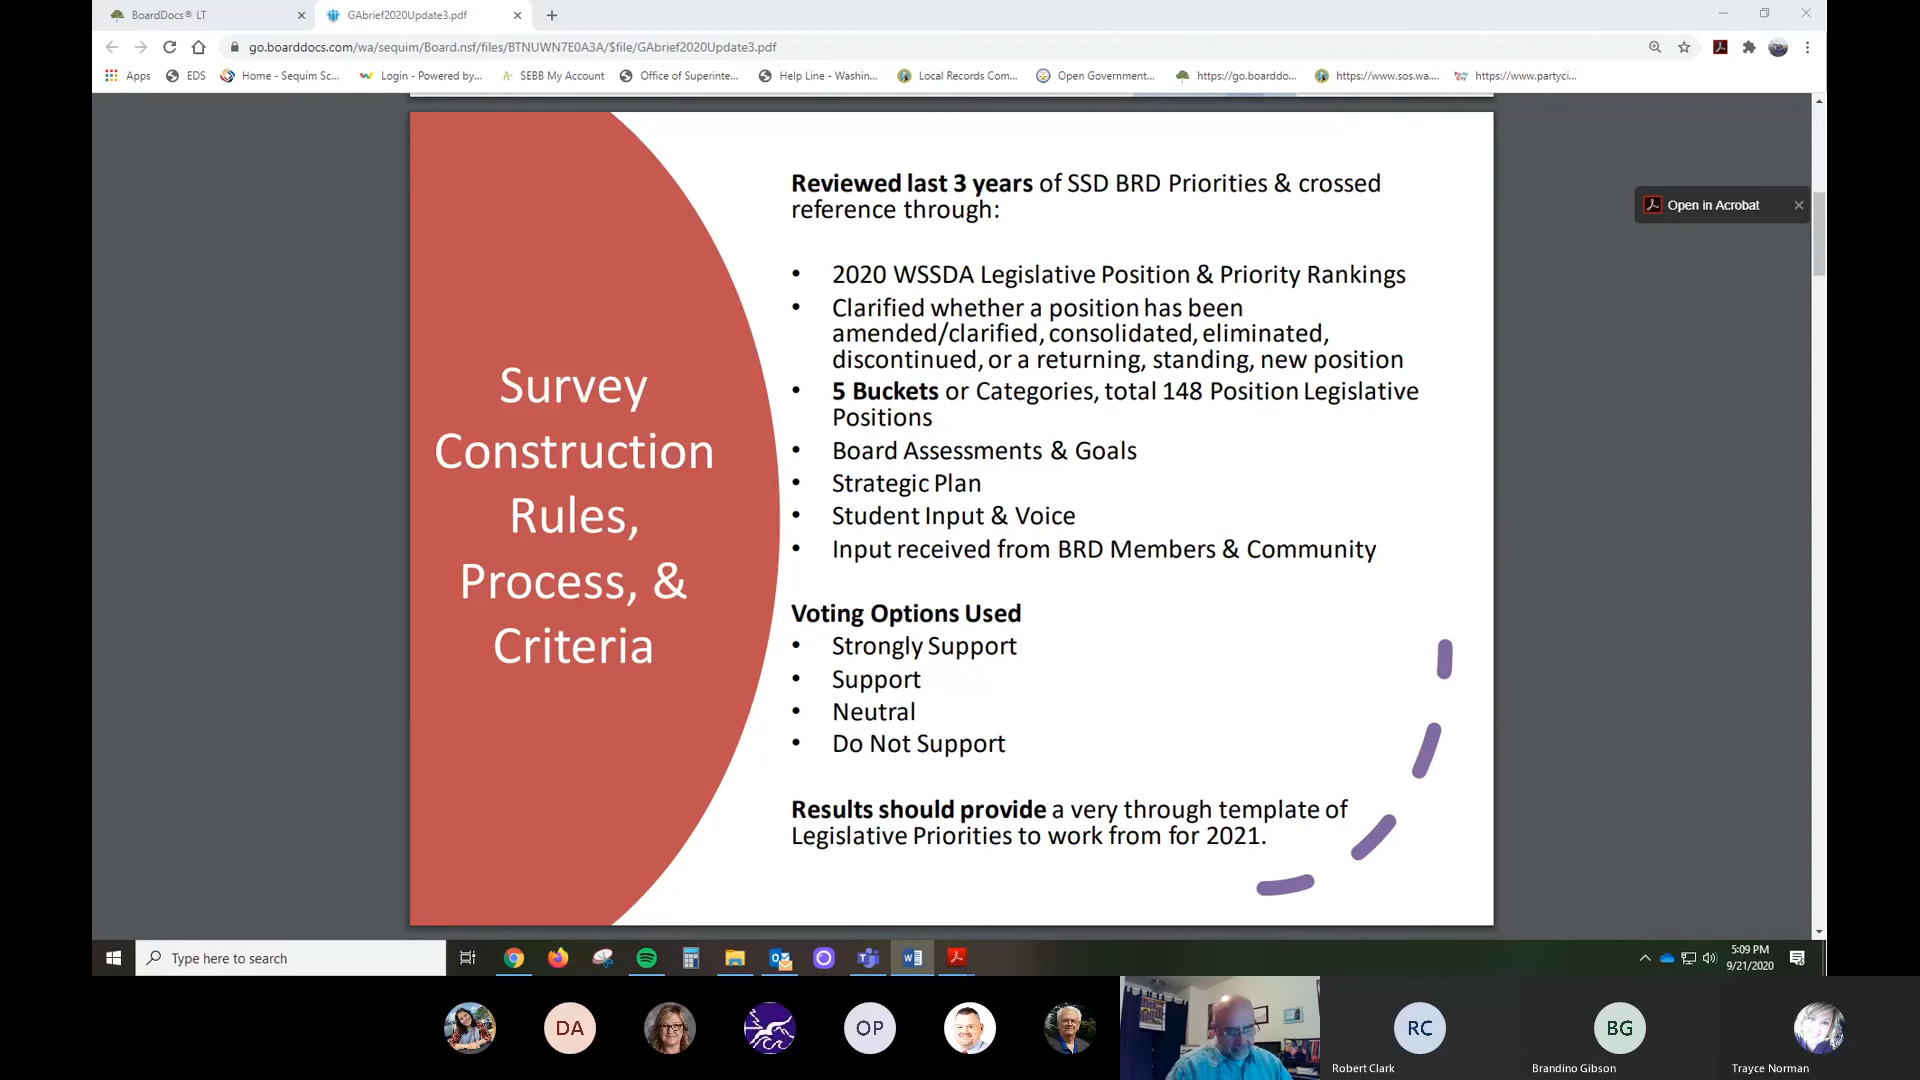 BoardDocs® LT
GAbrief2020Update3.pdf
go.boarddocs.com/wa/sequim/Board.nsf/files/BTNUWN7E0A3A/$file/GAbrief2020Update3.pdf
Apps
EDS
Home - Sequim Sc...
Login - Powered by...
SEBB My Account
Office of Superinte...
Help Line - Washin...
Local Records Com...
Open Government...
https://go.boarddo...
https://www.sos.wa....
https://www.partyci...
Open in Acrobat
Survey
Construction
Rules,
Process, &
Criteria
Reviewed last 3 years of SSD BRD Priorities & crossed
reference through:
• 2020 WSSDA Legislative Position & Priority Rankings
• Clarified whether a position has been
amended/clarified, consolidated, eliminated,
discontinued, or a returning, standing, new position
• 5 Buckets or Categories, total 148 Position Legislative
Positions
• Board Assessments & Goals
• Strategic Plan
• Student Input & Voice
• Input received from BRD Members & Community
Voting Options Used
• Strongly Support
• Support
• Neutral
• Do Not Support
Results should provide a very through template of
Legislative Priorities to work from for 2021.
Type here to search
5:09 PM
9/21/2020
DA
OP
RC
BG
Robert Clark
Brandino Gibson
Trayce Norman